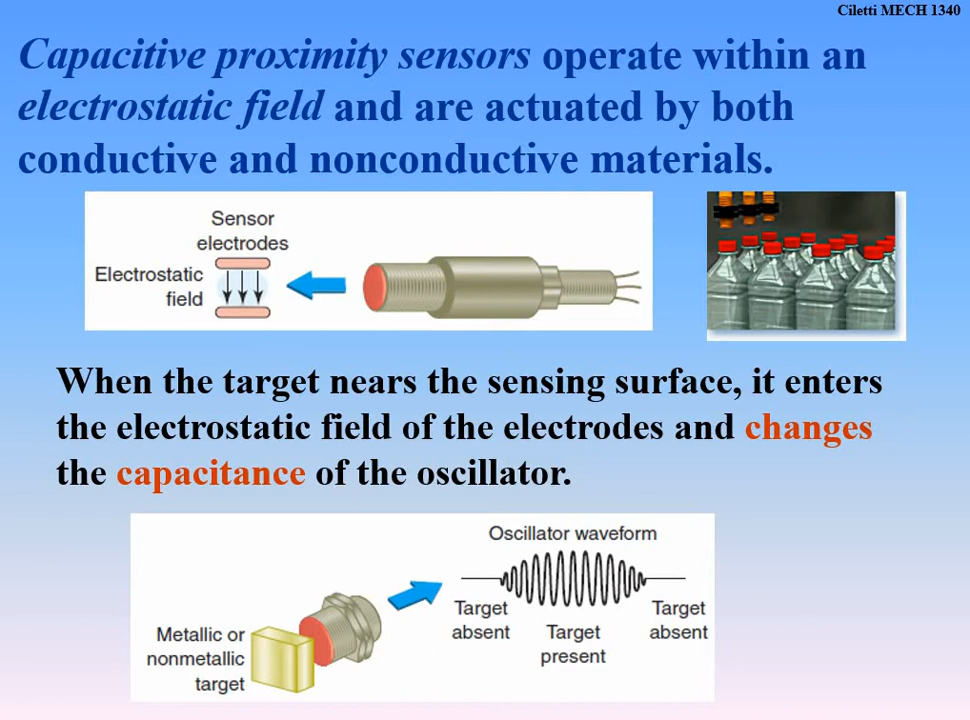 Ciletti MECH 1340
Capacitive proximity sensors operate within an
electrostatic field and are actuated by both
conductive and nonconductive materials.
Sensor
electrodes
Electrostatic
field
When the target nears the sensing surface, it enters
the electrostatic field of the electrodes and changes
the capacitance of the oscillator.
Oscillator waveform
Target
absent
Target
present
Target
absent
Metallic or
nonmetallic
target